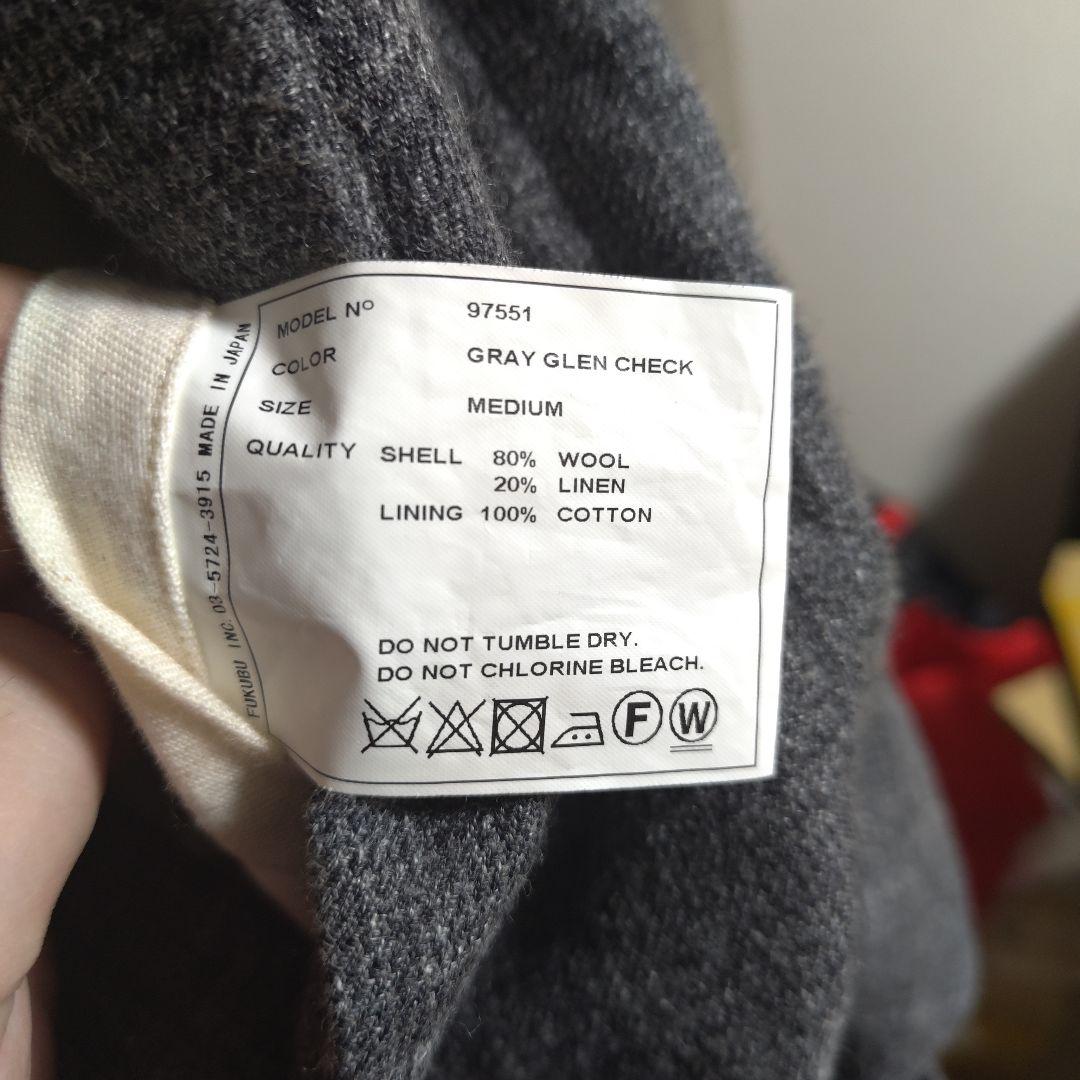 MODEL Nº 97551
COLOR GRAY GLEN CHECK
SIZE MEDIUM
QUALITY SHELL 80% WOOL
20% LINEN
LINING 100% COTTON
DO NOT TUMBLE DRY.
DO NOT CHLORINE BLEACH.
F W
FUKUBU INC. 03-5724-3915 MADE IN JAPAN